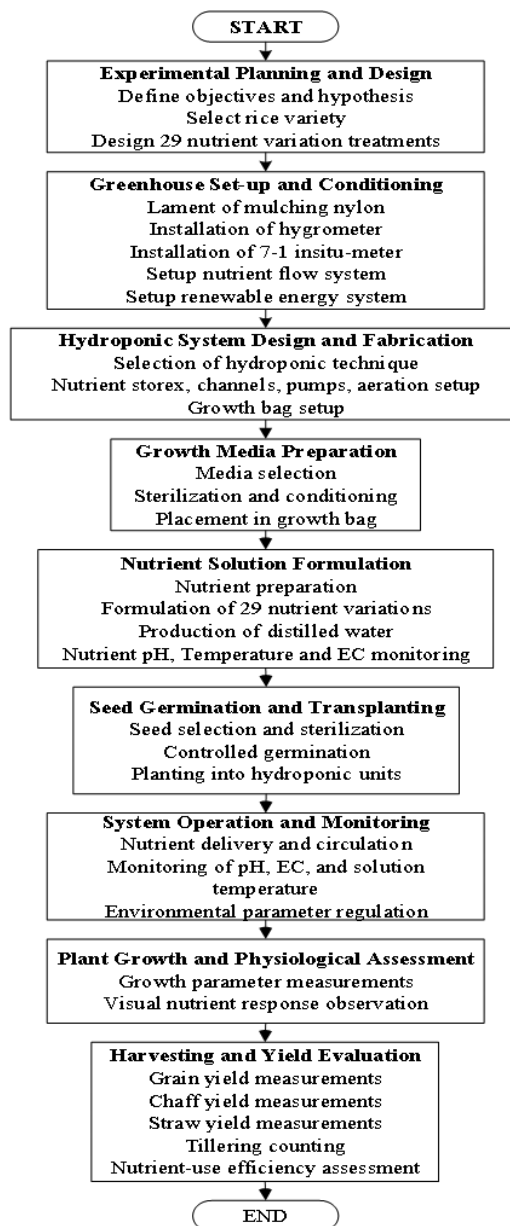 START
Experimental Planning and Design
Define objectives and hypothesis
Select rice variety
Design 29 nutrient variation treatments
Greenhouse Set-up and Conditioning
Lament of mulching nylon
Installation of hygrometer
Installation of 7-1 insitu-meter
Setup nutrient flow system
Setup renewable energy system
Hydroponic System Design and Fabrication
Selection of hydroponic technique
Nutrient storex, channels, pumps, aeration setup
Growth bag setup
Growth Media Preparation
Media selection
Sterilization and conditioning
Placement in growth bag
Nutrient Solution Formulation
Nutrient preparation
Formulation of 29 nutrient variations
Production of distilled water
Nutrient pH, Temperature and EC monitoring
Seed Germination and Transplanting
Seed selection and sterilization
Controlled germination
Planting into hydroponic units
System Operation and Monitoring
Nutrient delivery and circulation
Monitoring of pH, EC, and solution
temperature
Environmental parameter regulation
Plant Growth and Physiological Assessment
Growth parameter measurements
Visual nutrient response observation
Harvesting and Yield Evaluation
Grain yield measurements
Chaff yield measurements
Straw yield measurements
Tillering counting
Nutrient-use efficiency assessment
END